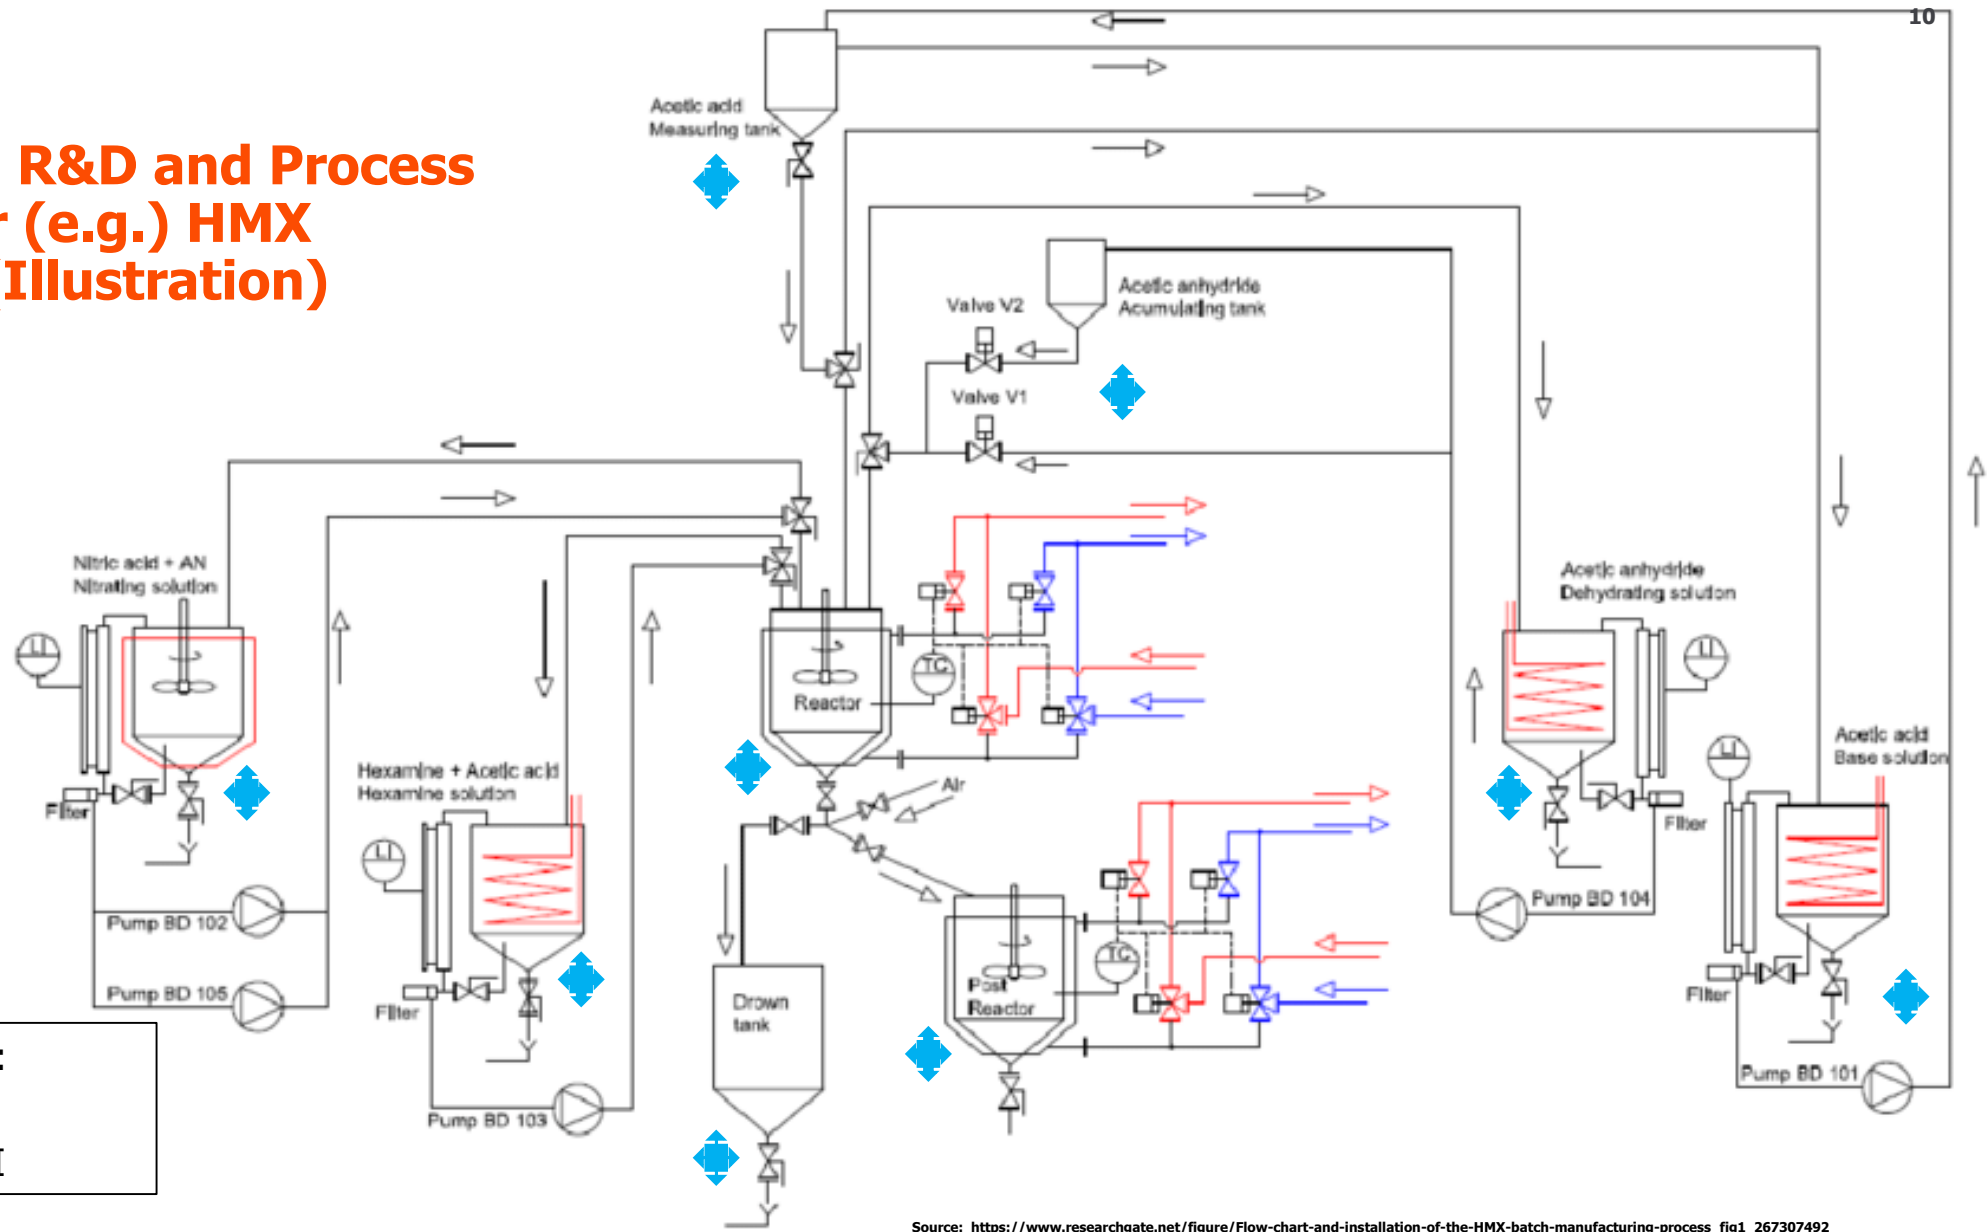 10
R&D and Process
r (e.g.) HMX
(Illustration)
Acetic acid
Measuring tank
Acetic anhydride
Acumulating tank
Valve V2
Valve V1
Nitric acid + AN
Nitrating solution
LI
Filter
Pump BD 102
Pump BD 105
Hexamine + Acetic acid
Hexamine solution
LI
Filter
Pump BD 103
Reactor
TC
Air
Drown
tank
Post
Reactor
TC
Acetic anhydride
Dehydrating solution
LI
Filter
Pump BD 104
Acetic acid
Base solution
LI
Filter
Pump BD 101
:
I
Source: https://www.researchgate.net/figure/Flow-chart-and-installation-of-the-HMX-batch-manufacturing-process_fig1_267307492